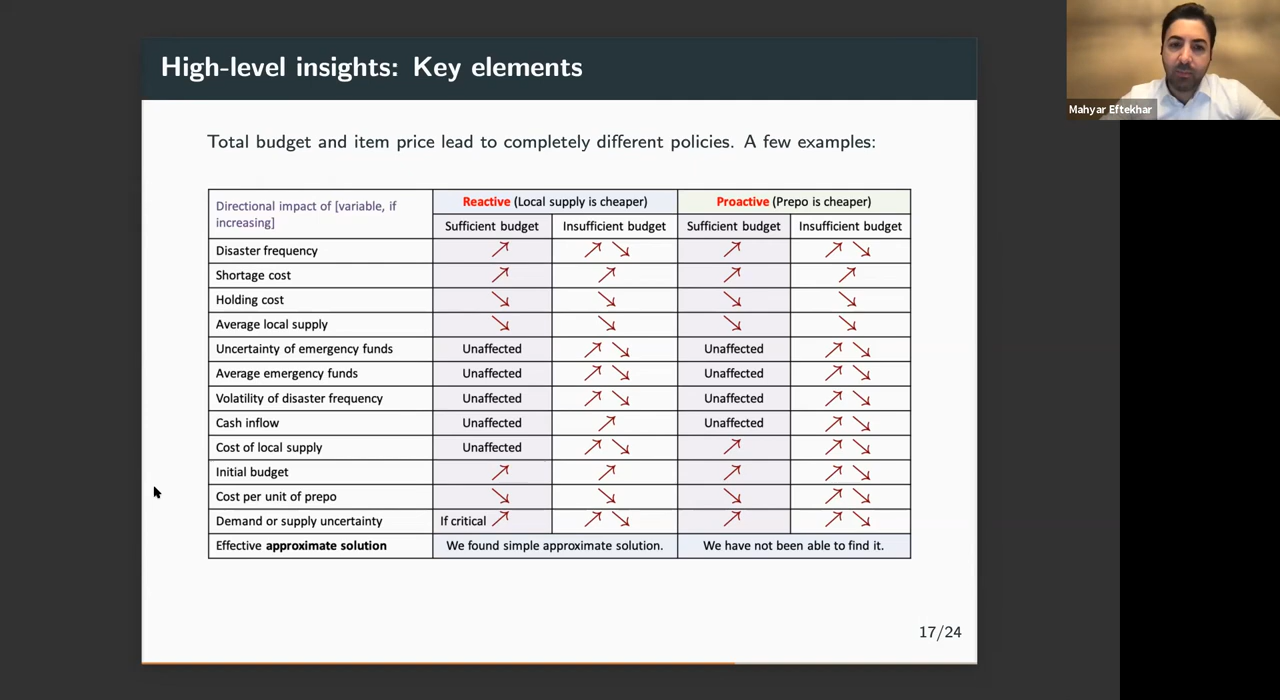 High-level insights: Key elements
Mahyar Eftekhar
Total budget and item price lead to completely different policies. A few examples:
Directional impact of [variable, if increasing]
Reactive (Local supply is cheaper)
Proactive (Prepo is cheaper)
Sufficient budget
Insufficient budget
Sufficient budget
Insufficient budget
Disaster frequency ↗ ↗ ↘ ↗ ↗ ↘
Shortage cost ↗ ↗ ↗ ↗
Holding cost ↘ ↘ ↘ ↘
Average local supply ↘ ↘ ↘ ↘
Uncertainty of emergency funds Unaffected ↗ ↘ Unaffected ↗ ↘
Average emergency funds Unaffected ↗ ↘ Unaffected ↗ ↘
Volatility of disaster frequency Unaffected ↗ ↘ Unaffected ↗ ↘
Cash inflow Unaffected ↗ Unaffected ↗ ↘
Cost of local supply Unaffected ↗ ↘ ↗ ↗ ↘
Initial budget ↗ ↗ ↗ ↗ ↘
Cost per unit of prepo ↘ ↘ ↘ ↗ ↘
Demand or supply uncertainty If critical ↗ ↗ ↘ ↗ ↗ ↘
Effective approximate solution We found simple approximate solution. We have not been able to find it.
17/24